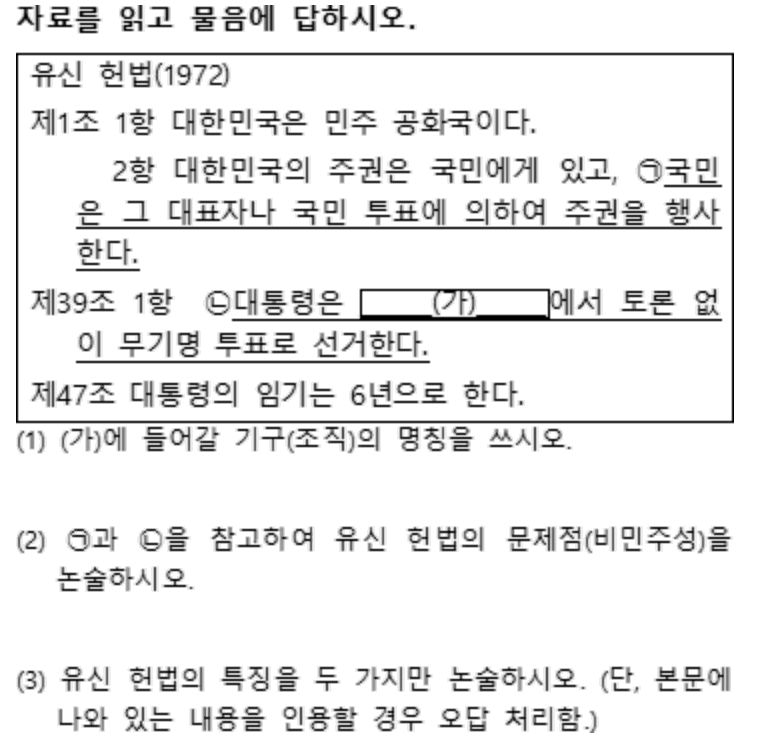 자료를 읽고 물음에 답하시오.
유신 헌법(1972)
제1조 1항 대한민국은 민주 공화국이다.
2항 대한민국의 주권은 국민에게 있고, ㉠국민
은 그 대표자나 국민 투표에 의하여 주권을 행사
한다.
제39조 1항 ㉡대통령은 (가)에서 토론 없
이 무기명 투표로 선거한다.
제47조 대통령의 임기는 6년으로 한다.
(1) (가)에 들어갈 기구(조직)의 명칭을 쓰시오.
(2) ㉠과 ㉡을 참고하여 유신 헌법의 문제점(비민주성)을
논술하시오.
(3) 유신 헌법의 특징을 두 가지만 논술하시오. (단, 본문에
나와 있는 내용을 인용할 경우 오답 처리함.)